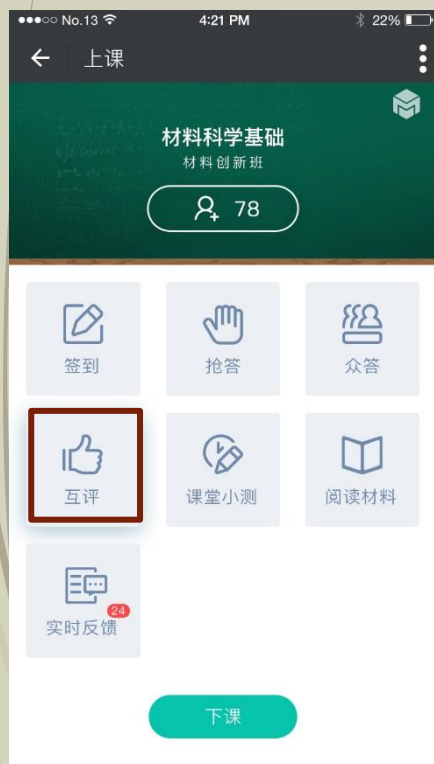 No.13 4:21 PM 22%
上课
材料科学基础
材料创新班
78
签到 抢答 众答
互评 课堂小测 阅读材料
24
实时反馈
下课